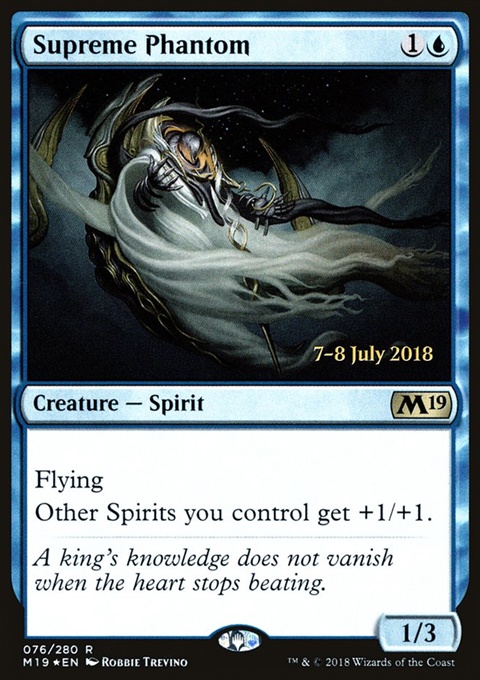 Supreme Phantom 1
7–8 July 2018
Creature — Spirit M19
Flying
Other Spirits you control get +1/+1.
A king's knowledge does not vanish
when the heart stops beating.
1/3
076/280 R
M19 ★ EN Robbie Trevino ™ & © 2018 Wizards of the Coast